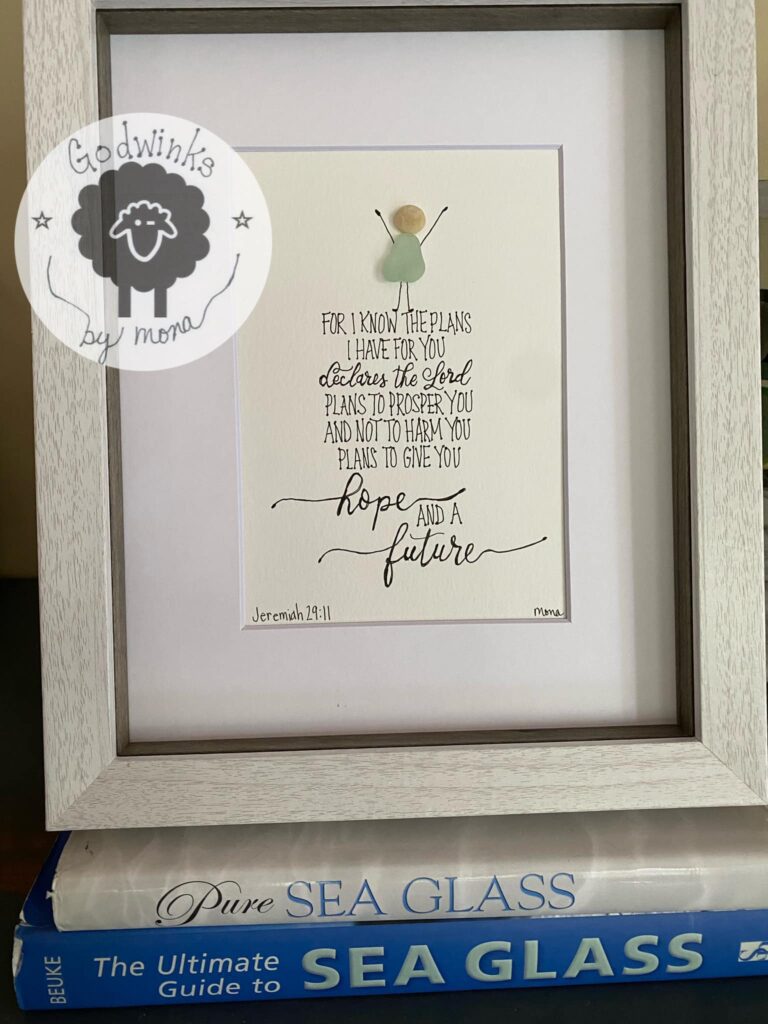 Godwinks
by mona
FOR I KNOW THE PLANS
I HAVE FOR YOU
declares the Lord
PLANS TO PROSPER YOU
AND NOT TO HARM YOU
PLANS TO GIVE YOU
hope
AND A
future
Jeremiah 29:11
mona
Pure SEA GLASS
BEUKE
The Ultimate
Guide to
SEA GLASS